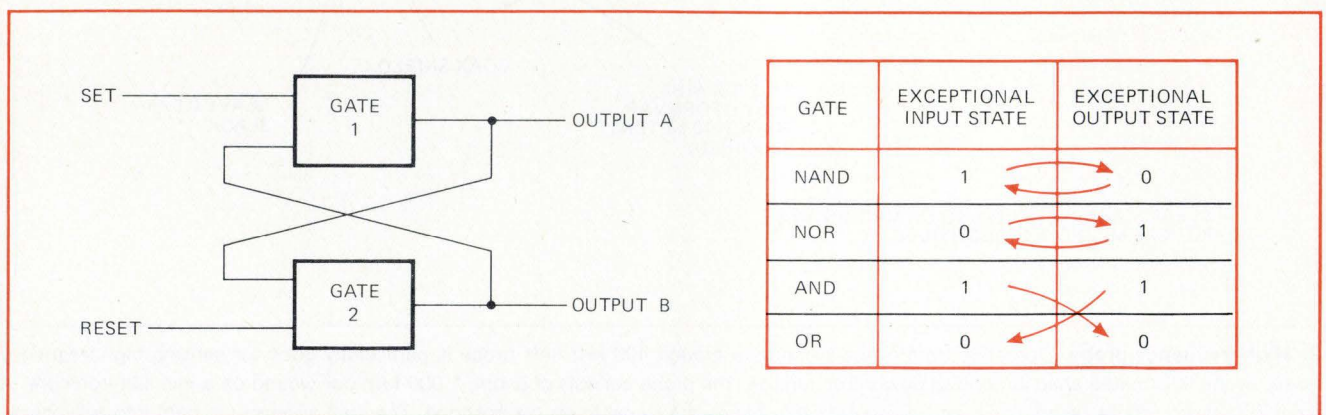 SET
GATE
1
OUTPUT A
GATE
2
OUTPUT B
RESET
GATE EXCEPTIONAL INPUT STATE EXCEPTIONAL OUTPUT STATE
NAND 1 0
NOR 0 1
AND 1 1
OR 0 0